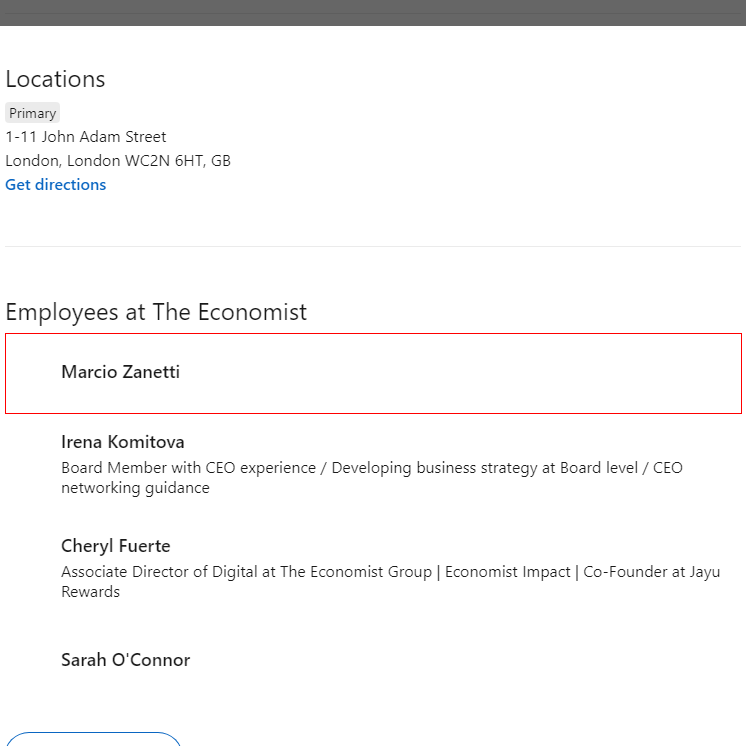 Locations
Primary
1-11 John Adam Street
London, London WC2N 6HT, GB
Get directions
Employees at The Economist
Marcio Zanetti
Irena Komitova
Board Member with CEO experience / Developing business strategy at Board level / CEO
networking guidance
Cheryl Fuerte
Associate Director of Digital at The Economist Group | Economist Impact | Co-Founder at Jayu
Rewards
Sarah O'Connor